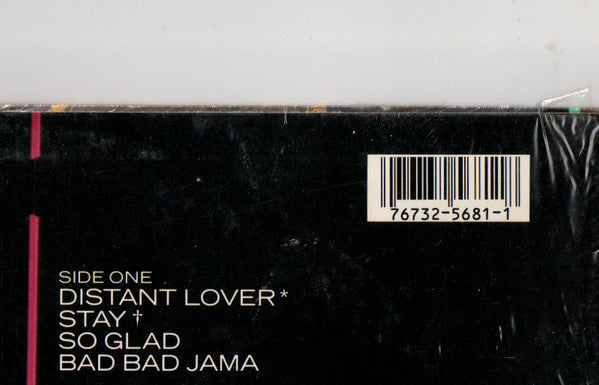 76732-5681-1
SIDE ONE
DISTANT LOVER*
STAY†
SO GLAD
BAD BAD JAMA